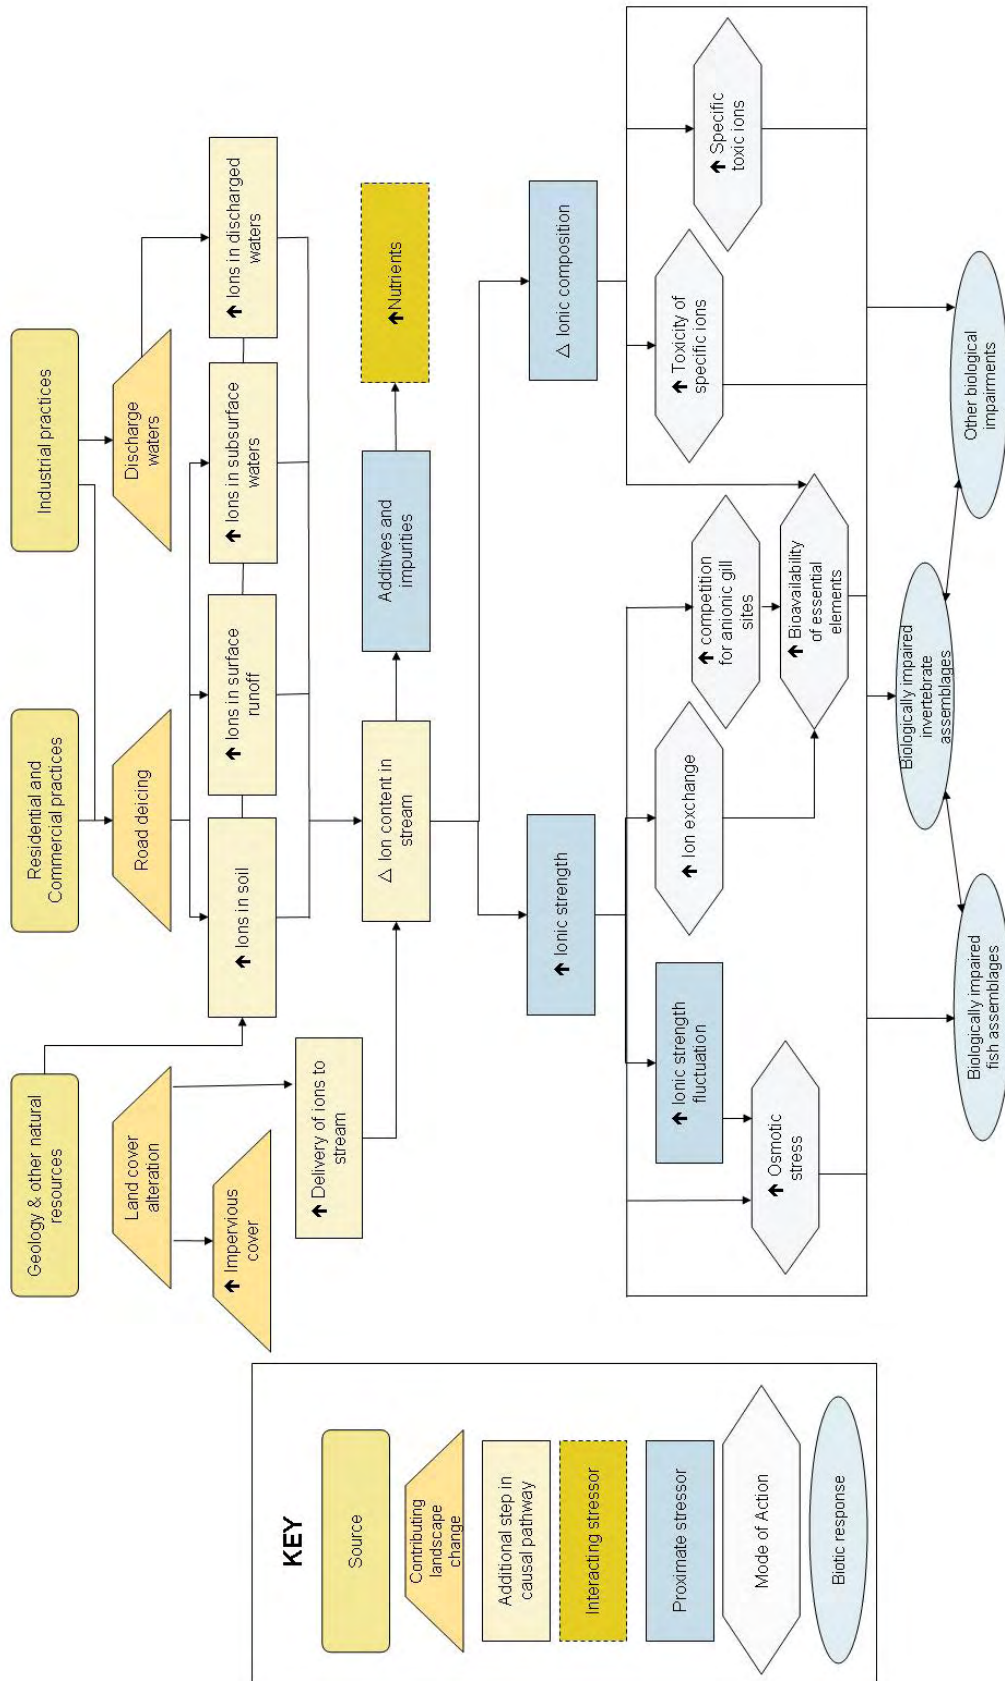 Geology & other natural
resources
Residential and
Commercial practices
Industrial practices
Land cover
alteration
Road deicing
Discharge
waters
↑ Impervious
cover
↑ Ions in soil
↑ Ions in surface
runoff
↑ Ions in subsurface
waters
↑ Ions in discharged
waters
↑ Delivery of ions to
stream
△ Ion content in
stream
Additives and
impurities
↑Nutrients
↑ Ionic strength
△ Ionic composition
↑ Ionic strength
fluctuation
↑ Ion exchange
↑ competition
for anionic gill
sites
↑ Toxicity of
specific ions
↑ Specific
toxic ions
↑ Osmotic
stress
↑ Bioavailability
of essential
elements
Biologically impaired
fish assemblages
Biologically impaired
invertebrate
assemblages
Other biological
impairments
KEY
Source
Contributing
landscape
change
Additional step in
causal pathway
Interacting stressor
Proximate stressor
Mode of Action
Biotic response